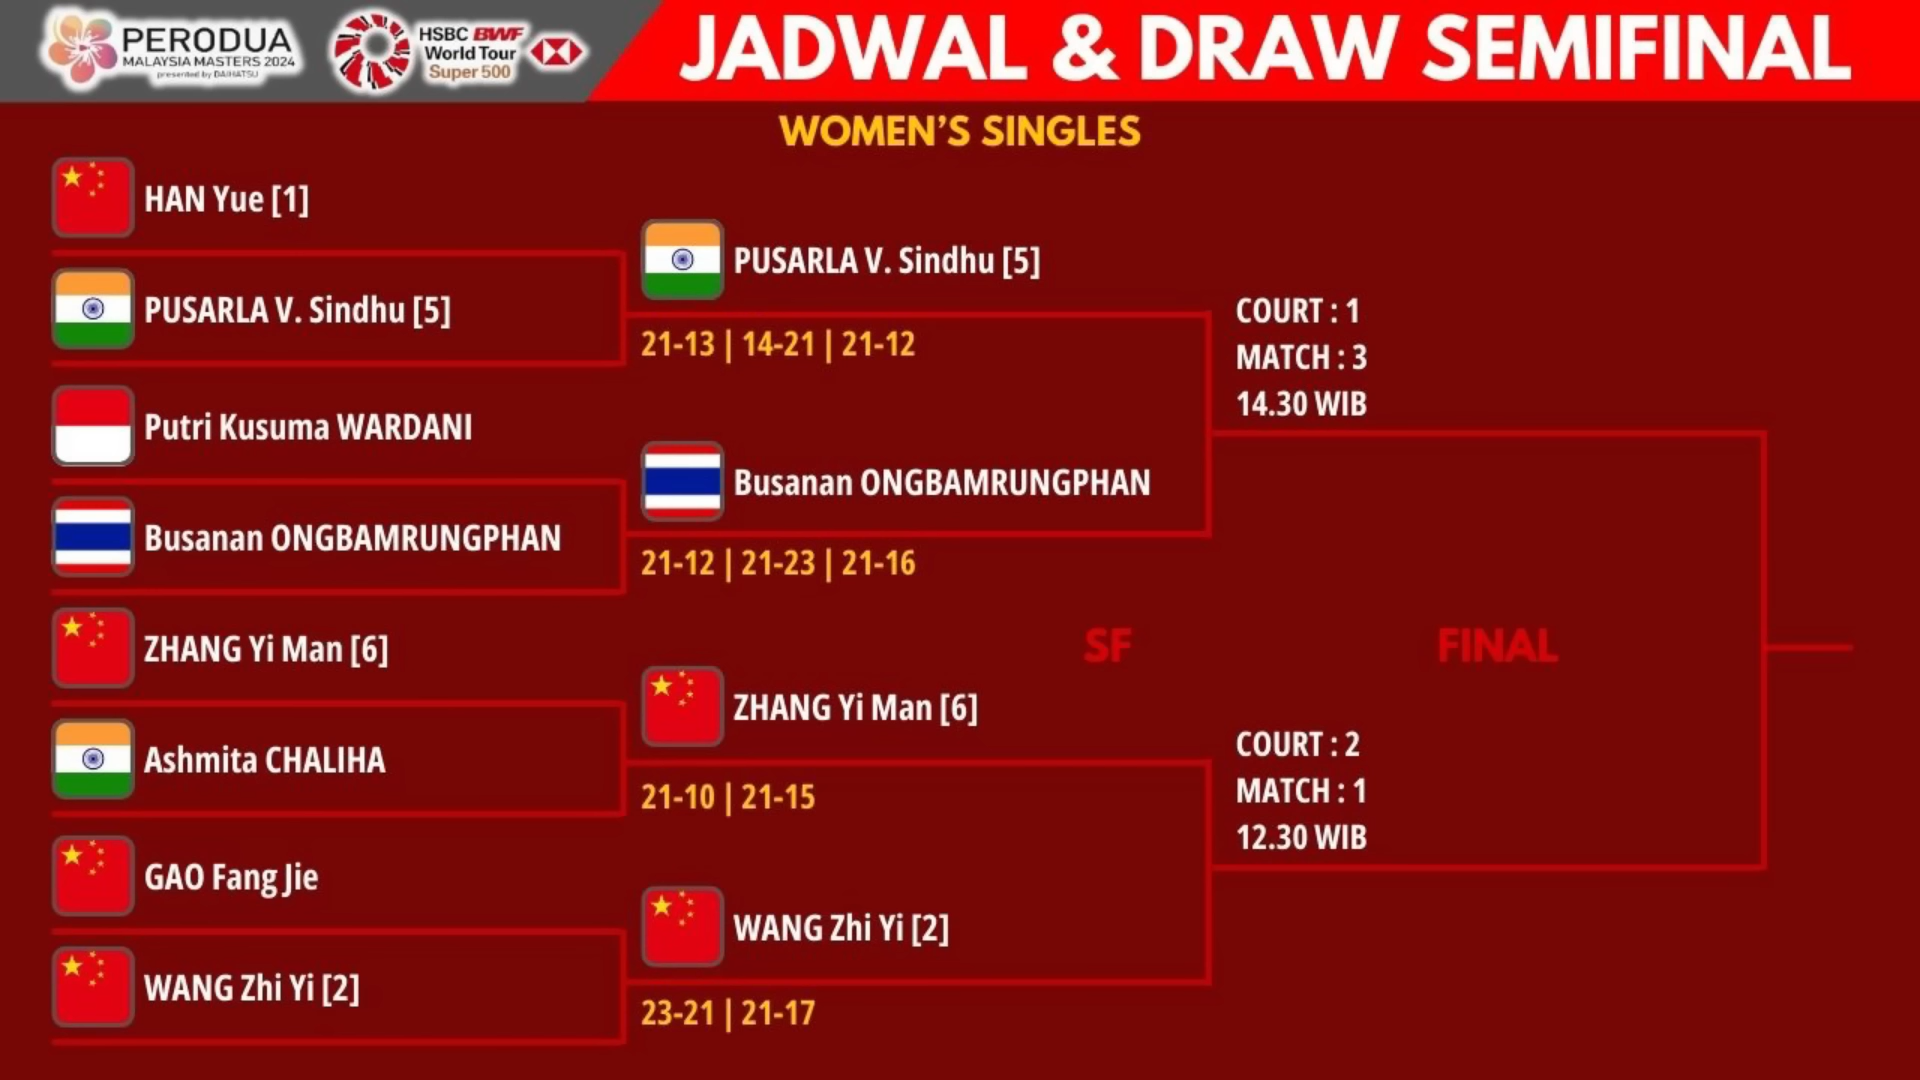 PERODUA
MALAYSIA MASTERS 2024
presented by DAIHATSU
HSBC BWF
World Tour
Super 500
JADWAL & DRAW SEMIFINAL
WOMEN'S SINGLES
HAN Yue [1]
PUSARLA V. Sindhu [5]
Putri Kusuma WARDANI
Busanan ONGBAMRUNGPHAN
ZHANG Yi Man [6]
Ashmita CHALIHA
GAO Fang Jie
WANG Zhi Yi [2]
PUSARLA V. Sindhu [5]
21-13 | 14-21 | 21-12
Busanan ONGBAMRUNGPHAN
21-12 | 21-23 | 21-16
ZHANG Yi Man [6]
21-10 | 21-15
WANG Zhi Yi [2]
23-21 | 21-17
SF
COURT : 1
MATCH : 3
14.30 WIB
FINAL
COURT : 2
MATCH : 1
12.30 WIB